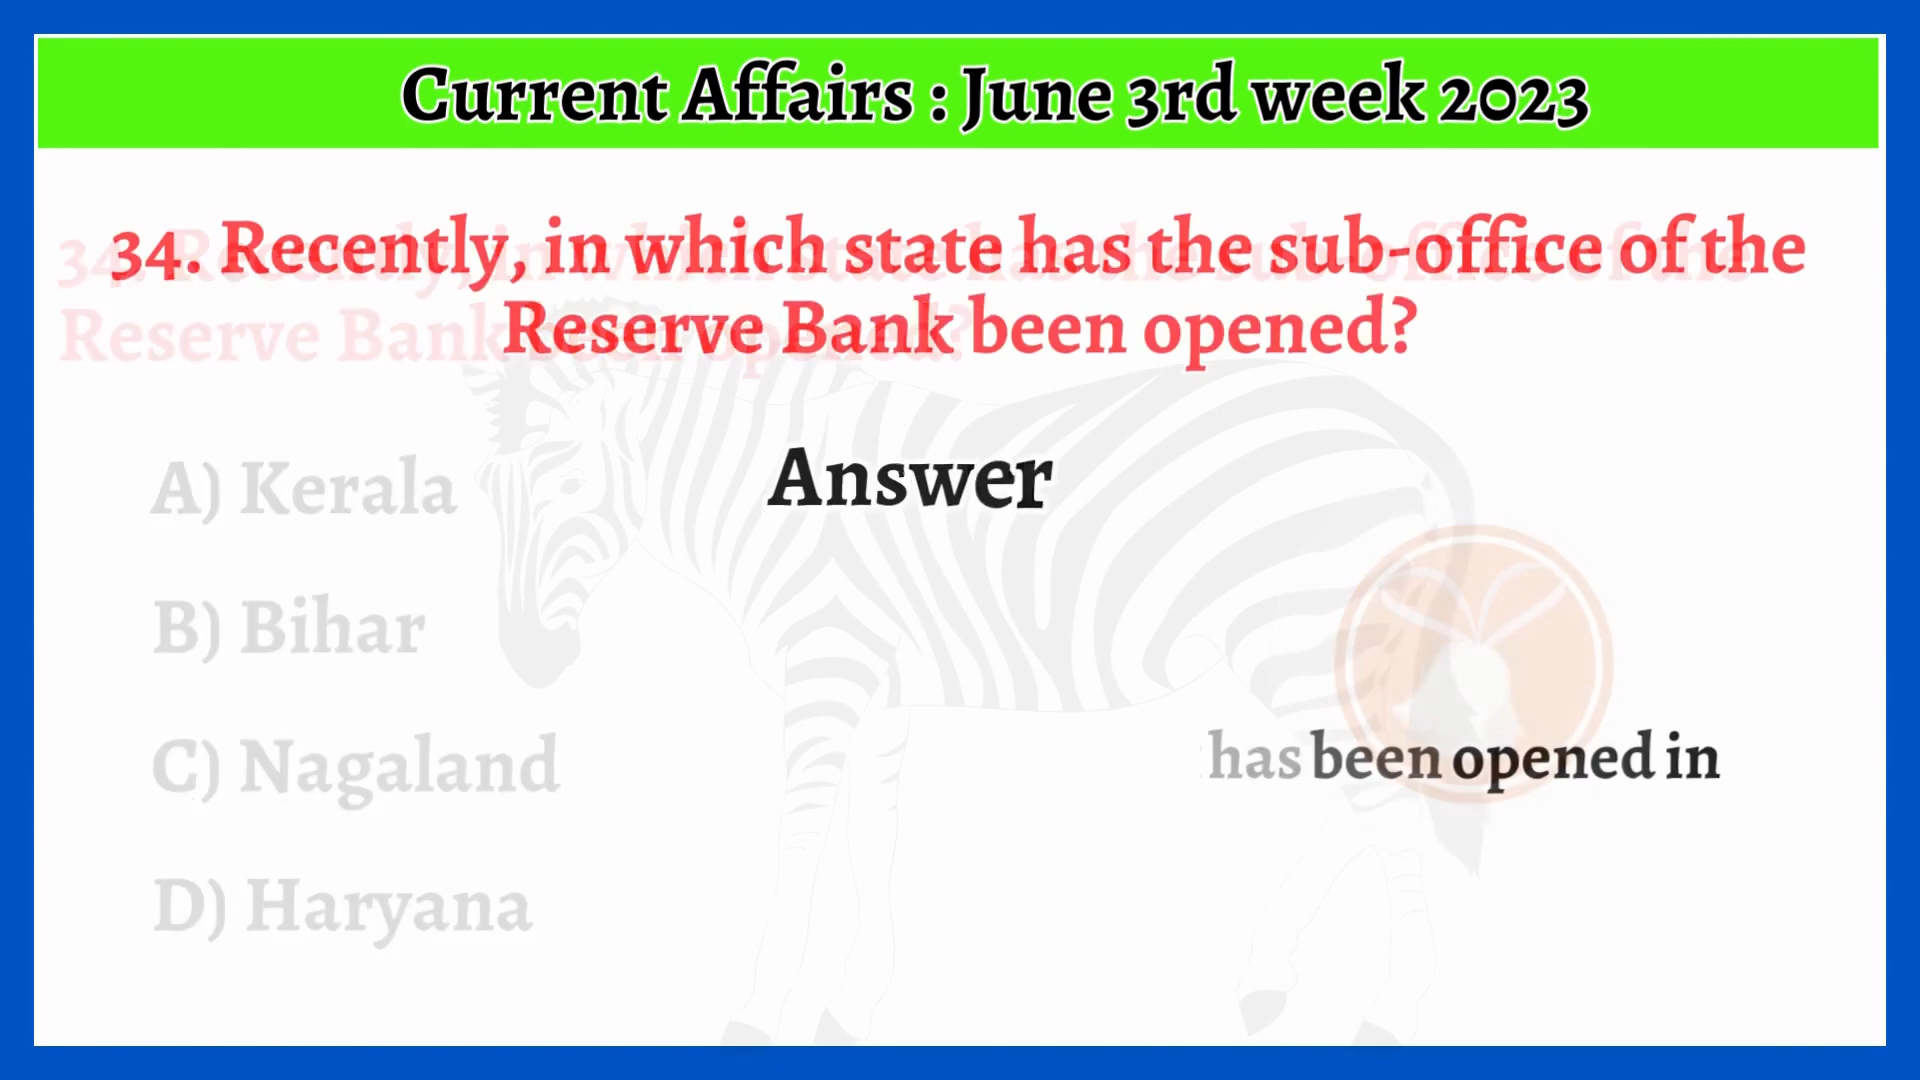 Current Affairs : June 3rd week 2023
34. Recently, in which state has the sub-office of the
Reserve Bank been opened?
Answer
A) Kerala
B) Bihar
C) Nagaland
has been opened in
D) Haryana